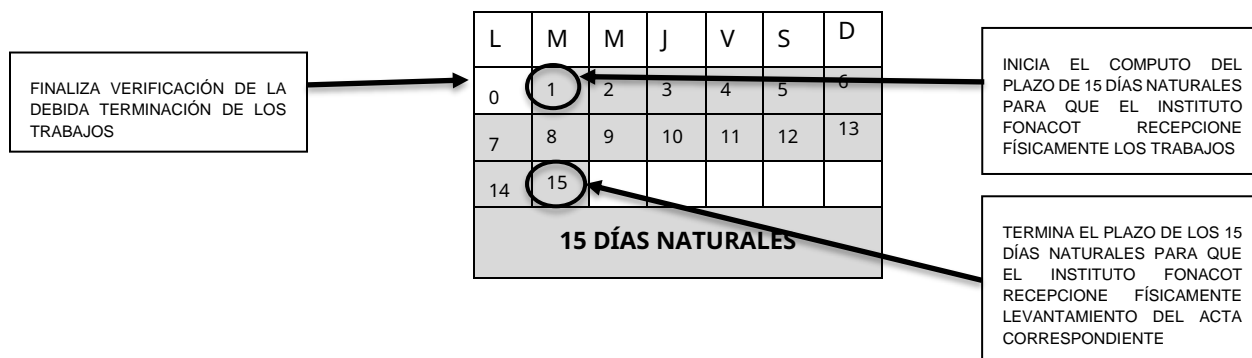 FINALIZA VERIFICACIÓN DE LA
DEBIDA TERMINACIÓN DE LOS
TRABAJOS
L M M J V S D
0 1 2 3 4 5 6
7 8 9 10 11 12 13
14 15
15 DÍAS NATURALES
INICIA EL COMPUTO DEL
PLAZO DE 15 DÍAS NATURALES
PARA QUE EL INSTITUTO
FONACOT RECEPCIONE
FÍSICAMENTE LOS TRABAJOS
TERMINA EL PLAZO DE LOS 15
DÍAS NATURALES PARA QUE
EL INSTITUTO FONACOT
RECEPCIONE FÍSICAMENTE
LEVANTAMIENTO DEL ACTA
CORRESPONDIENTE